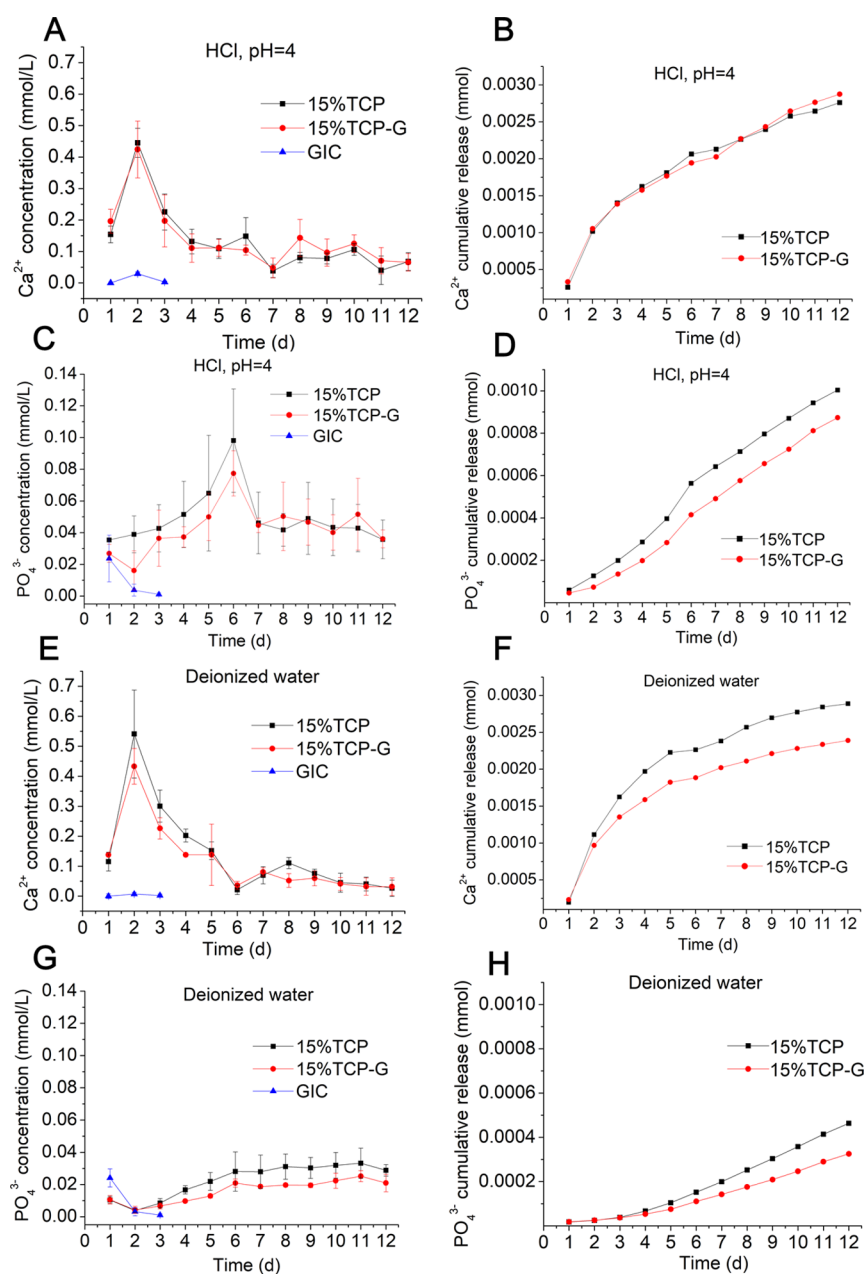 A
HCl, pH=4
Ca²⁺ concentration (mmol/L)
0.7
0.6
0.5
0.4
0.3
0.2
0.1
0.0
15%TCP
15%TCP-G
GIC
0 1 2 3 4 5 6 7 8 9 10 11 12
Time (d)
B
HCl, pH=4
Ca²⁺ cumulative release (mmol)
0.0030
0.0025
0.0020
0.0015
0.0010
0.0005
15%TCP
15%TCP-G
0 1 2 3 4 5 6 7 8 9 10 11 12
Time (d)
C
HCl, pH=4
PO₄³⁻ concentration (mmol/L)
0.14
0.12
0.10
0.08
0.06
0.04
0.02
0.00
15%TCP
15%TCP-G
GIC
0 1 2 3 4 5 6 7 8 9 10 11 12
Time (d)
D
HCl, pH=4
PO₄³⁻ cumulative release (mmol)
0.0010
0.0008
0.0006
0.0004
0.0002
15%TCP
15%TCP-G
0 1 2 3 4 5 6 7 8 9 10 11 12
Time (d)
E
Deionized water
Ca²⁺ concentration (mmol/L)
0.7
0.6
0.5
0.4
0.3
0.2
0.1
0.0
15%TCP
15%TCP-G
GIC
0 1 2 3 4 5 6 7 8 9 10 11 12
Time (d)
F
Deionized water
Ca²⁺ cumulative release (mmol)
0.0030
0.0025
0.0020
0.0015
0.0010
0.0005
15%TCP
15%TCP-G
0 1 2 3 4 5 6 7 8 9 10 11 12
Time (d)
G
Deionized water
PO₄³⁻ concentration (mmol/L)
0.14
0.12
0.10
0.08
0.06
0.04
0.02
0.00
15%TCP
15%TCP-G
GIC
0 1 2 3 4 5 6 7 8 9 10 11 12
Time (d)
H
Deionized water
PO₄³⁻ cumulative release (mmol)
0.0010
0.0008
0.0006
0.0004
0.0002
15%TCP
15%TCP-G
0 1 2 3 4 5 6 7 8 9 10 11 12
Time (d)